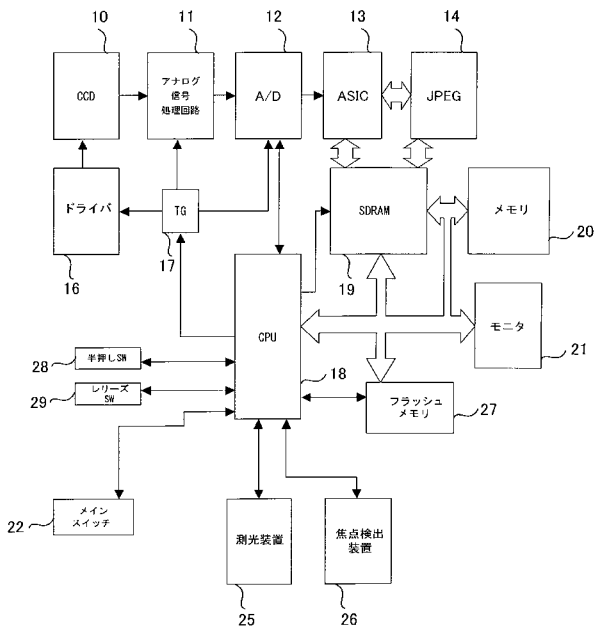 10
11
12
13
14
CCD
アナログ
信号
処理回路
A/D
ASIC
JPEG
ドライバ
TG
SDRAM
メモリ
16
17
19
20
CPU
モニタ
21
半押しSW
28
レリーズ
SW
29
18
フラッシュ
メモリ
27
メイン
スイッチ
22
測光装置
焦点検出
装置
25
26